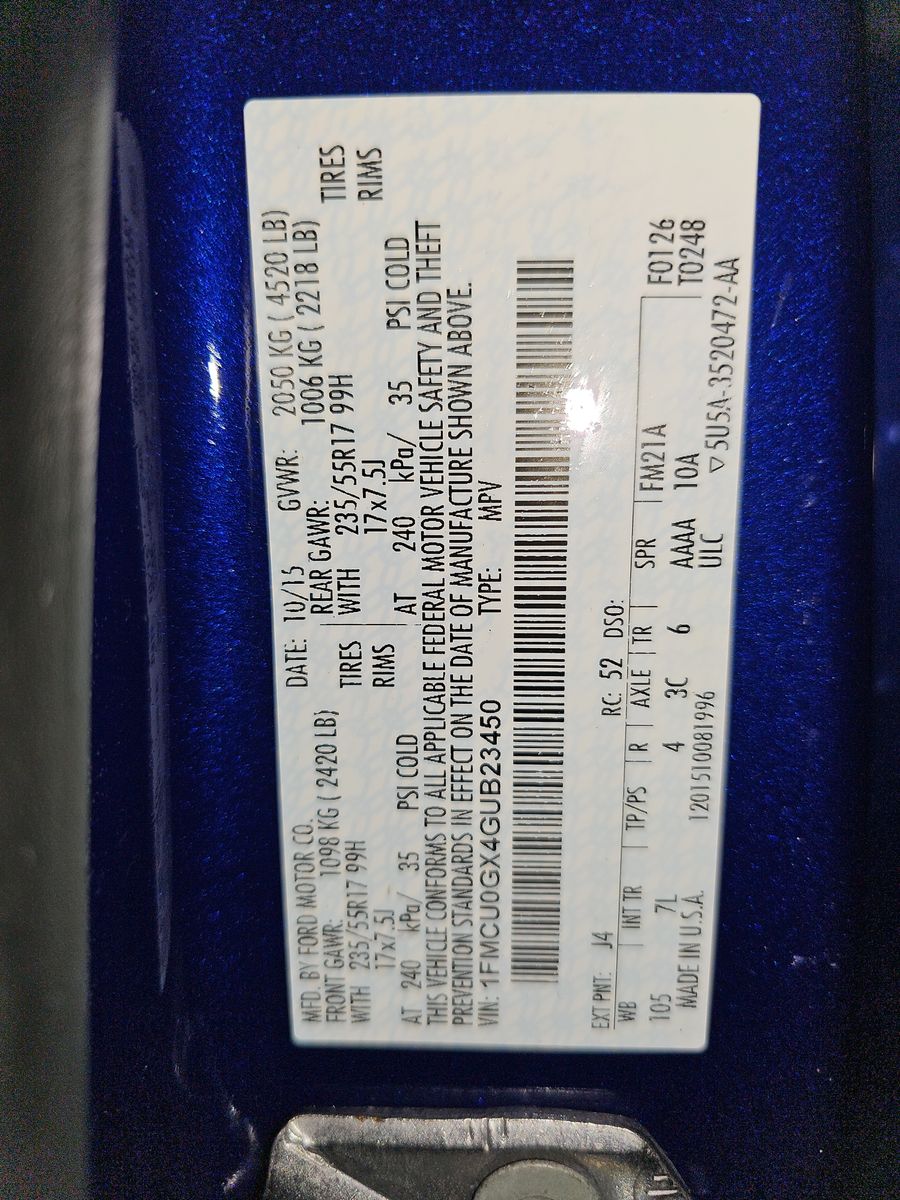 MFD. BY FORD MOTOR CO. DATE: 10/15 GVWR: 2050 KG ( 4520 LB)
FRONT GAWR: 1098 KG ( 2420 LB) REAR GAWR: 1006 KG ( 2218 LB)
WITH 235/55R17 99H TIRES WITH 235/55R17 99H TIRES
17x7.5J RIMS 17x7.5J RIMS
AT 240 kPa/ 35 PSI COLD AT 240 kPa/ 35 PSI COLD
THIS VEHICLE CONFORMS TO ALL APPLICABLE FEDERAL MOTOR VEHICLE SAFETY AND THEFT
PREVENTION STANDARDS IN EFFECT ON THE DATE OF MANUFACTURE SHOWN ABOVE.
VIN: 1FMCU0GX4GUB23450 TYPE: MPV
EXT PNT: J4 RC: 52 DSO: F0126
WB INT TR TP/PS R AXLE TR SPR FM21A T0248
105 7L 4 3C 6 AAAA 10A
MADE IN U.S.A. 1201510081996 ULC ▽5U5A-3520472-AA